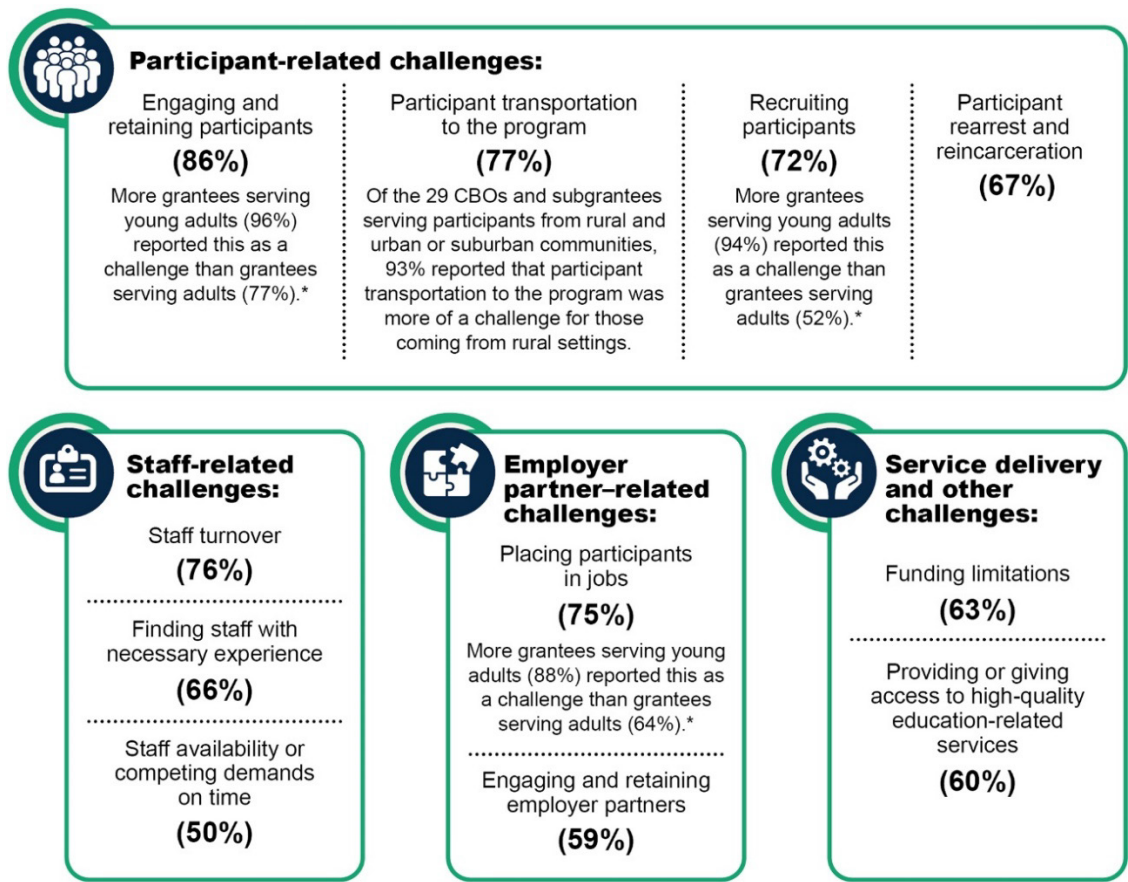 Participant-related challenges:
Engaging and
retaining participants
(86%)
More grantees serving
young adults (96%)
reported this as a
challenge than grantees
serving adults (77%).*
Participant transportation
to the program
(77%)
Of the 29 CBOs and subgrantees
serving participants from rural and
urban or suburban communities,
93% reported that participant
transportation to the program was
more of a challenge for those
coming from rural settings.
Recruiting
participants
(72%)
More grantees
serving young adults
(94%) reported this
as a challenge than
grantees serving
adults (52%).*
Participant
rearrest and
reincarceration
(67%)
Staff-related
challenges:
Staff turnover
(76%)
Finding staff with
necessary experience
(66%)
Staff availability or
competing demands
on time
(50%)
Employer
partner–related
challenges:
Placing participants
in jobs
(75%)
More grantees serving young
adults (88%) reported this as
a challenge than grantees
serving adults (64%).*
Engaging and retaining
employer partners
(59%)
Service delivery
and other
challenges:
Funding limitations
(63%)
Providing or giving
access to high-quality
education-related
services
(60%)